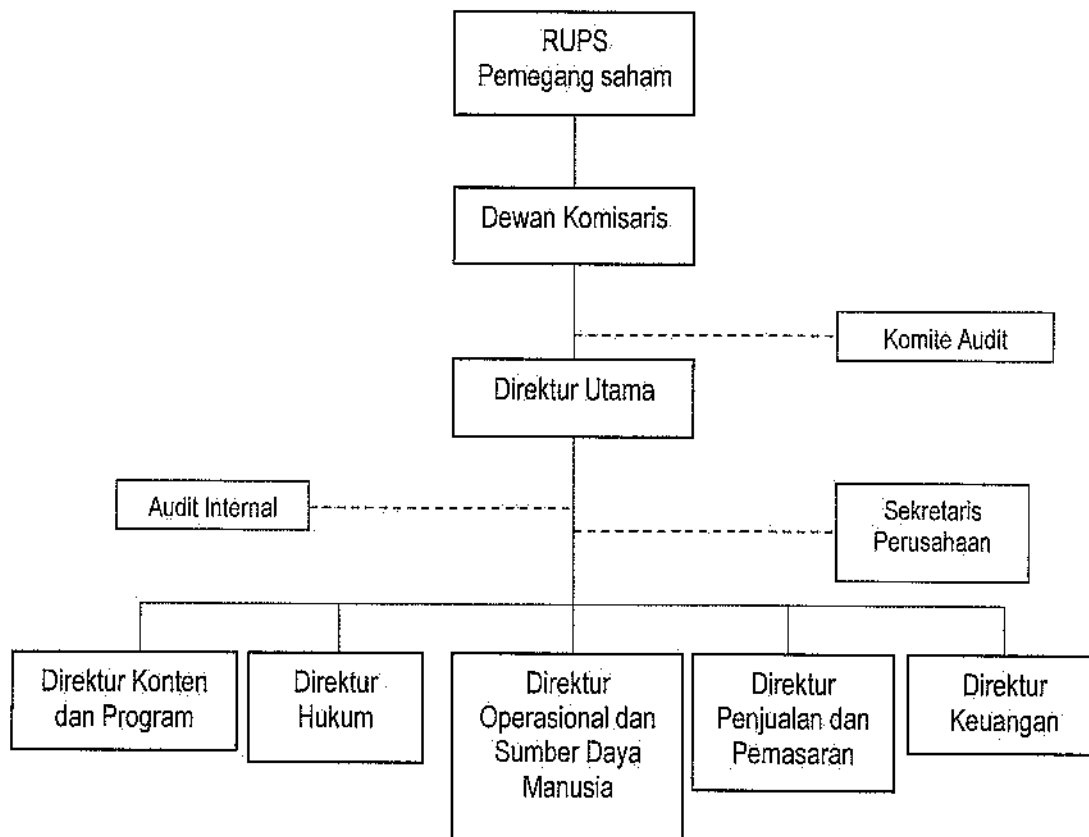 RUPS
Pemegang saham
Dewan Komisaris
Komite Audit
Direktur Utama
Audit Internal
Sekretaris
Perusahaan
Direktur Konten
dan Program
Direktur
Hukum
Direktur
Operasional dan
Sumber Daya
Manusia
Direktur
Penjualan dan
Pemasaran
Direktur
Keuangan